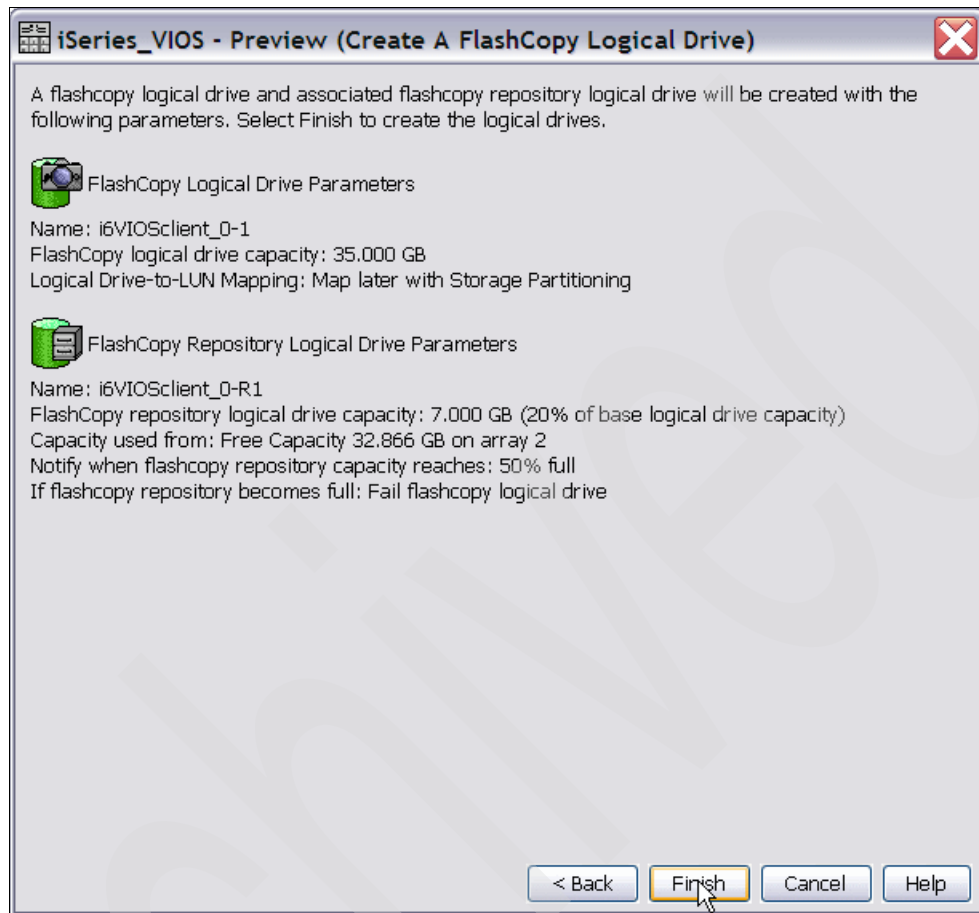 iSeries_VIOS - Preview (Create A FlashCopy Logical Drive)
A flashcopy logical drive and associated flashcopy repository logical drive will be created with the
following parameters. Select Finish to create the logical drives.
FlashCopy Logical Drive Parameters
Name: i6VIOSclient_0-1
FlashCopy logical drive capacity: 35.000 GB
Logical Drive-to-LUN Mapping: Map later with Storage Partitioning
FlashCopy Repository Logical Drive Parameters
Name: i6VIOSclient_0-R1
FlashCopy repository logical drive capacity: 7.000 GB (20% of base logical drive capacity)
Capacity used from: Free Capacity 32.866 GB on array 2
Notify when flashcopy repository capacity reaches: 50% full
If flashcopy repository becomes full: Fail flashcopy logical drive
< Back Finish Cancel Help
hived